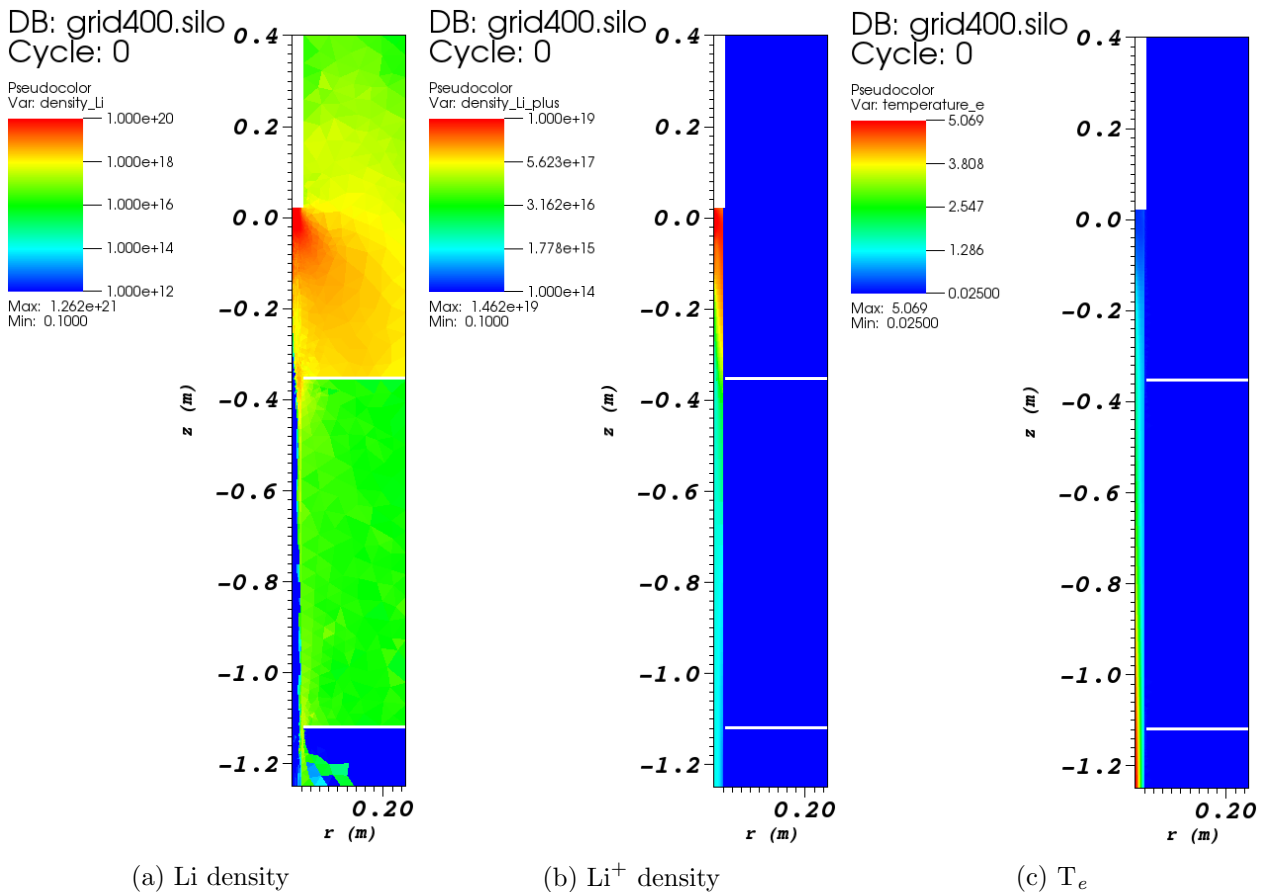 DB: grid400.silo
Cycle: 0
Pseudocolor
Var: density_Li
1.000e+20
1.000e+18
1.000e+16
1.000e+14
1.000e+12
Max: 1.262e+21
Min: 0.1000
0.4
0.2
0.0
-0.2
-0.4
-0.6
-0.8
-1.0
-1.2
z (m)
0.20
r (m)
(a) Li density
DB: grid400.silo
Cycle: 0
Pseudocolor
Var: density_Li_plus
1.000e+19
5.623e+17
3.162e+16
1.778e+15
1.000e+14
Max: 1.462e+19
Min: 0.1000
0.4
0.2
0.0
-0.2
-0.4
-0.6
-0.8
-1.0
-1.2
z (m)
0.20
r (m)
(b) Li⁺ density
DB: grid400.silo
Cycle: 0
Pseudocolor
Var: temperature_e
5.069
3.808
2.547
1.286
0.02500
Max: 5.069
Min: 0.02500
0.4
0.2
0.0
-0.2
-0.4
-0.6
-0.8
-1.0
-1.2
z (m)
0.20
r (m)
(c) Tₑ